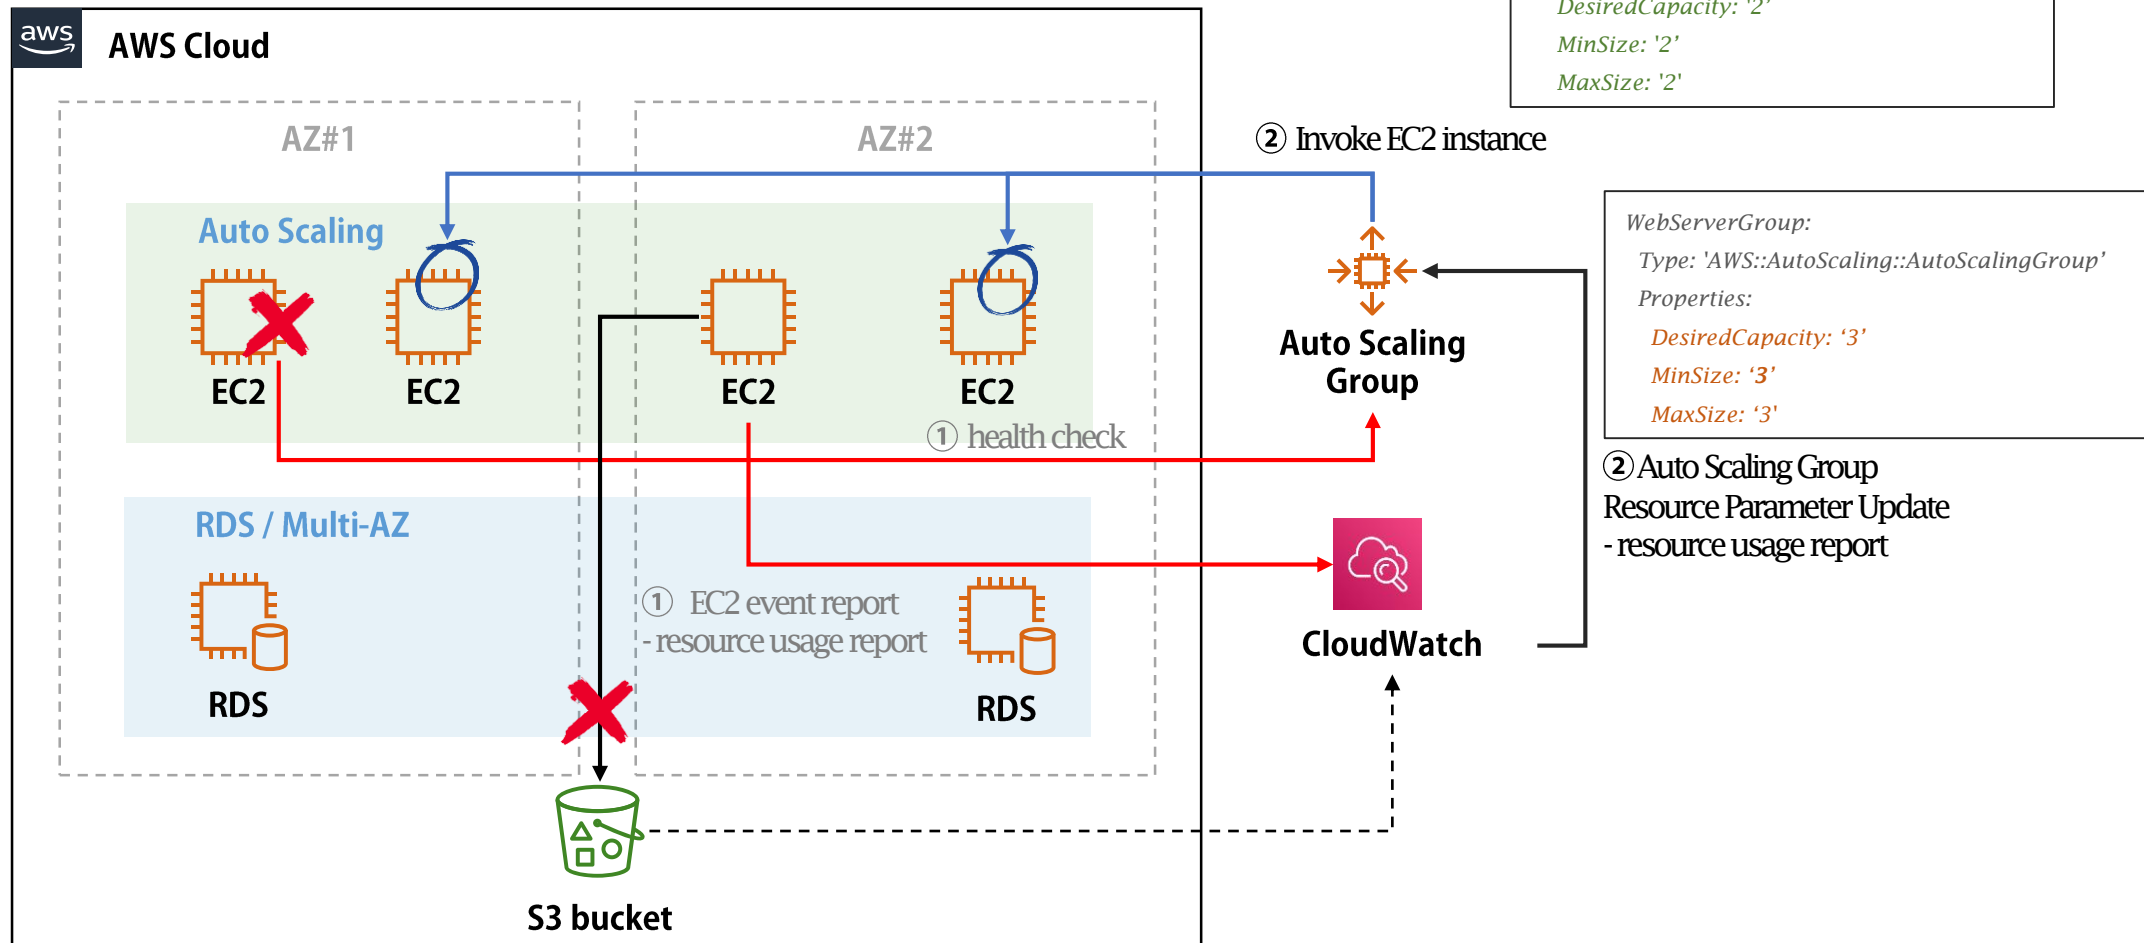 aws
AWS Cloud
DesiredCapacity: '2'
MinSize: '2’
MaxSize: '2'
AZ#1
AZ#2
② Invoke EC2 instance
Auto Scaling
EC2
EC2
EC2
EC2
① health check
Auto Scaling
Group
WebServerGroup:
Type: 'AWS::AutoScaling::AutoScalingGroup’
Properties:
DesiredCapacity: ‘3’
MinSize: ‘3’
MaxSize: ‘3'
② Auto Scaling Group
Resource Parameter Update
- resource usage report
RDS / Multi-AZ
RDS
① EC2 event report
- resource usage report
RDS
CloudWatch
S3 bucket